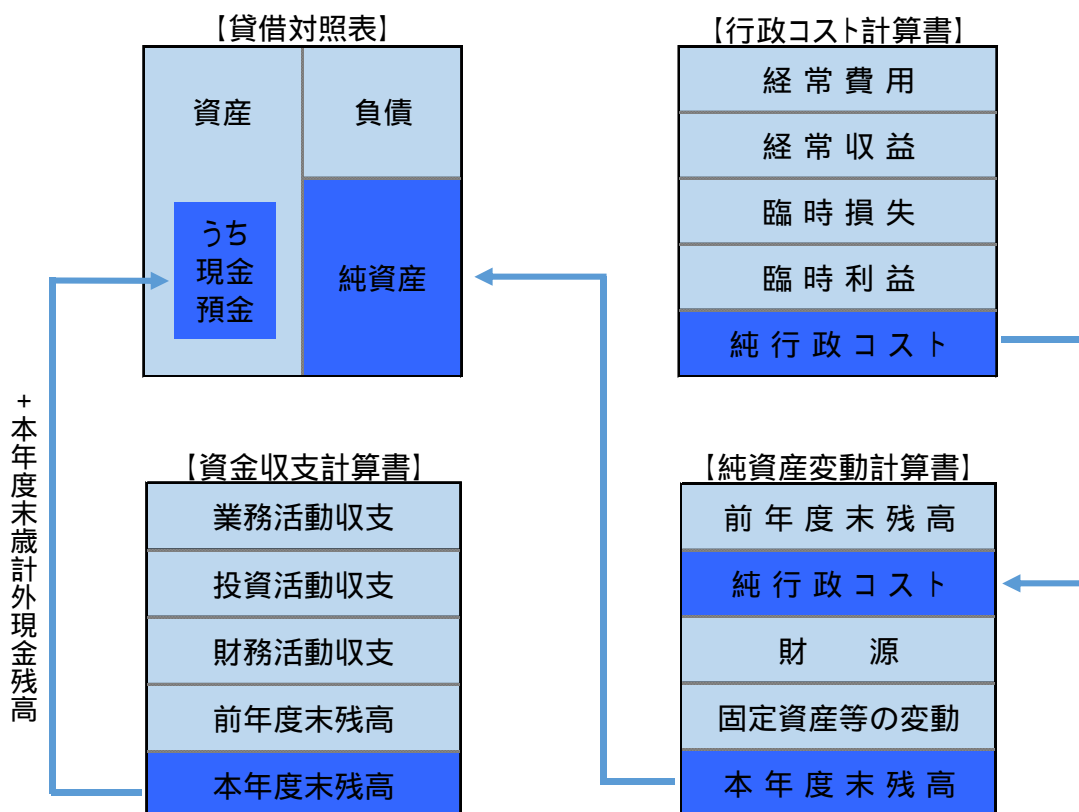 【貸借対照表】
資産
負債
うち
現金
預金
純資産
【行政コスト計算書】
経常費用
経常収益
臨時損失
臨時利益
純行政コスト
+本年度末歳計外現金残高
【資金収支計算書】
業務活動収支
投資活動収支
財務活動収支
前年度末残高
本年度末残高
【純資産変動計算書】
前年度末残高
純行政コスト
財　源
固定資産等の変動
本年度末残高